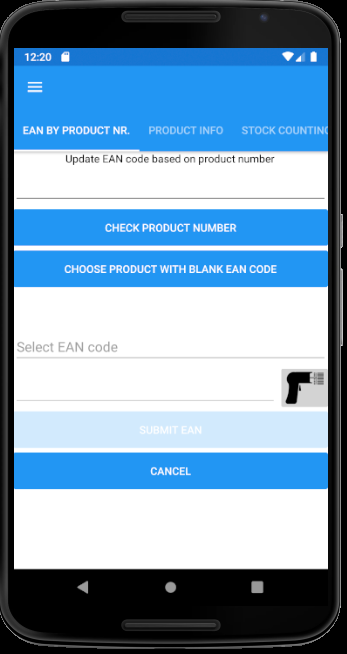 12:20
EAN BY PRODUCT NR. PRODUCT INFO STOCK COUNTING
Update EAN code based on product number
CHECK PRODUCT NUMBER
CHOOSE PRODUCT WITH BLANK EAN CODE
Select EAN code
SUBMIT EAN
CANCEL